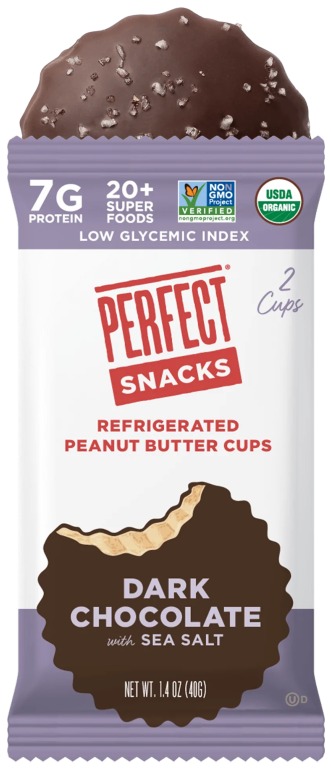 7G
PROTEIN
20+
SUPER
FOODS
NON
GMO
Project
VERIFIED
nongmoproject.org
USDA
ORGANIC
LOW GLYCEMIC INDEX
2
Cups
PERFECT®
SNACKS
REFRIGERATED
PEANUT BUTTER CUPS
DARK
CHOCOLATE
with SEA SALT
NET WT. 1.4 OZ (40G)
U D